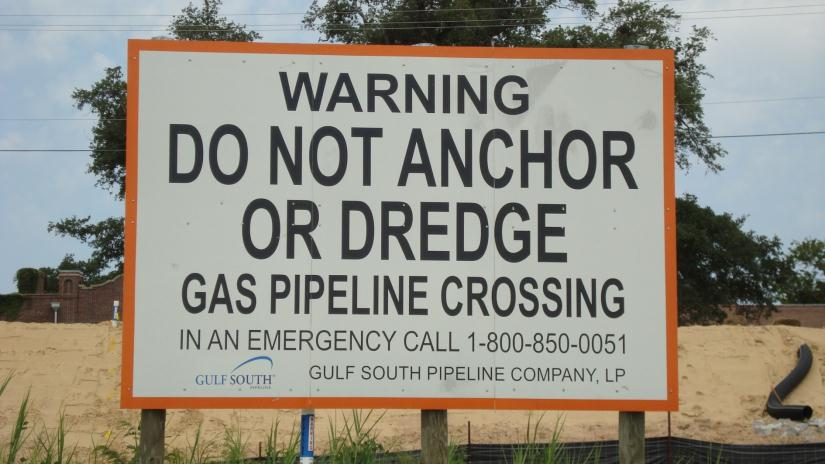 WARNING
DO NOT ANCHOR
OR DREDGE
GAS PIPELINE CROSSING
IN AN EMERGENCY CALL 1-800-850-0051
GULF SOUTH
PIPELINE
GULF SOUTH PIPELINE COMPANY, LP